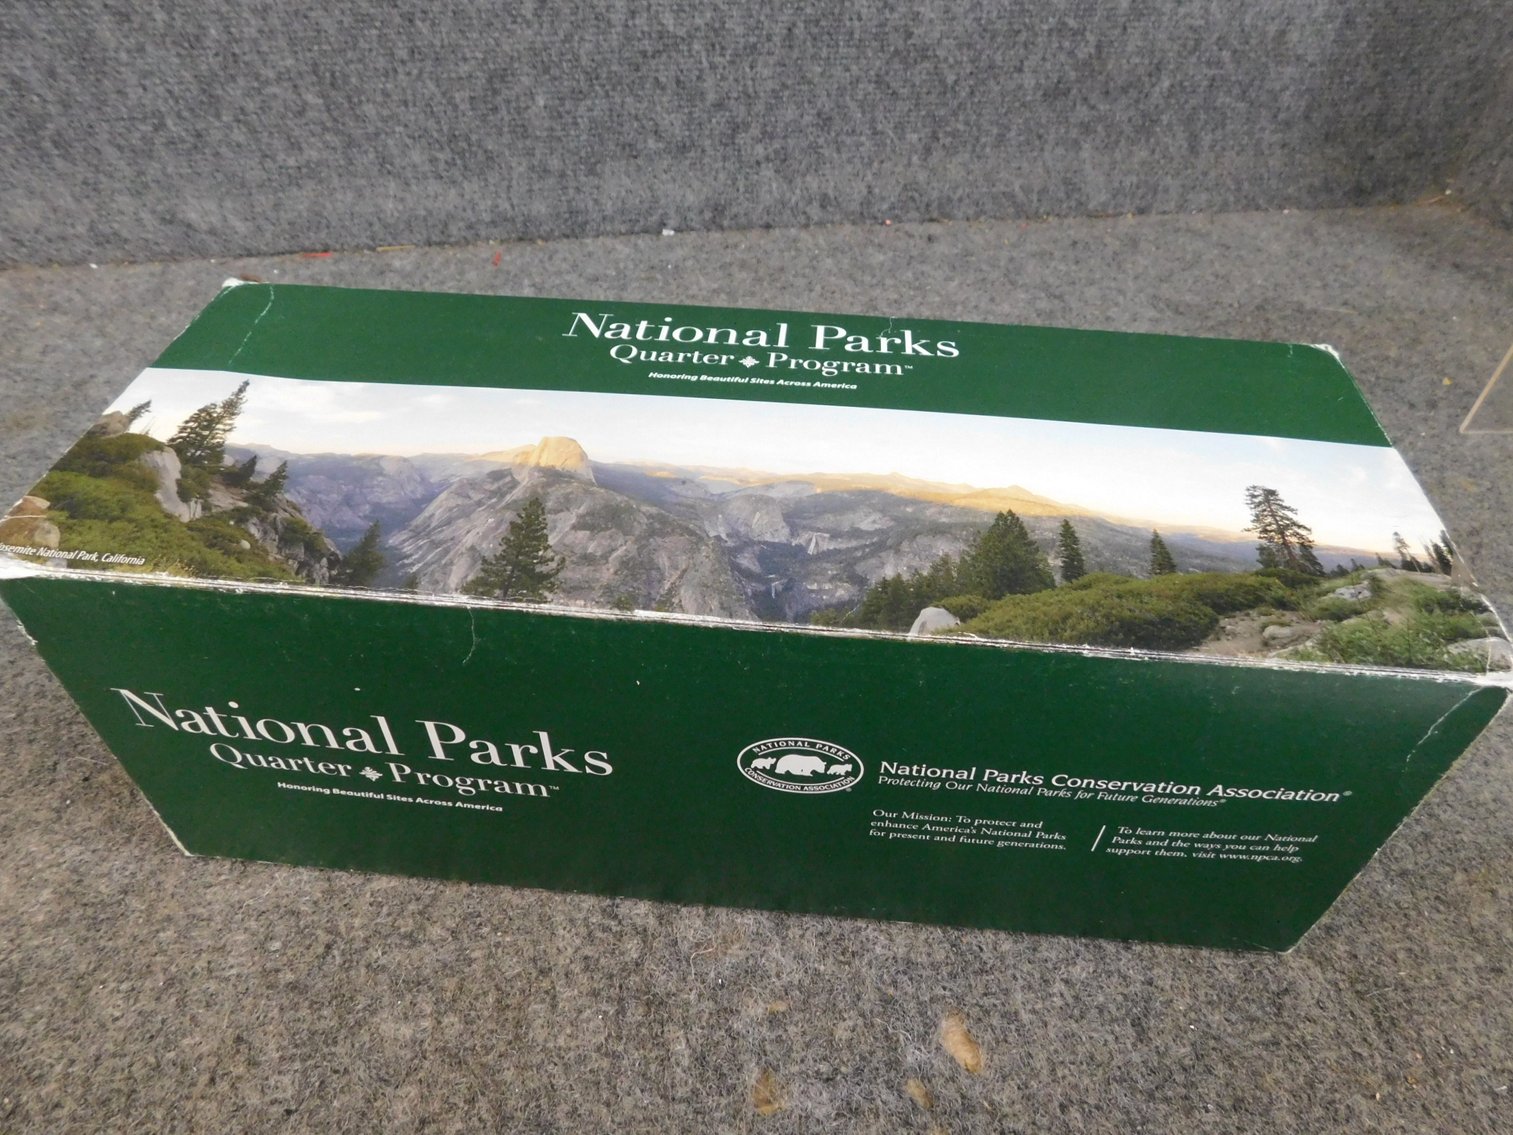 National Parks
Quarter Program™
Honoring Beautiful Sites Across America
Yosemite National Park, California
National Parks
Quarter Program™
Honoring Beautiful Sites Across America
NATIONAL PARKS
CONSERVATION ASSOCIATION
®
National Parks Conservation Association®
Protecting Our National Parks for Future Generations®
Our Mission: To protect and
enhance America's National Parks
for present and future generations.
To learn more about our National
Parks and the ways you can help
support them, visit www.npca.org.